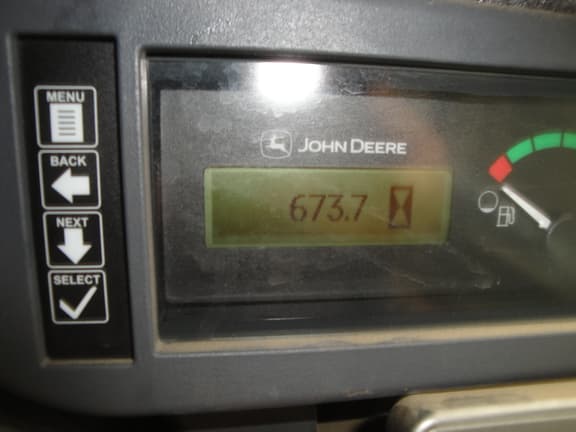 MENU
BACK
NEXT
SELECT
JOHN DEERE
673.7